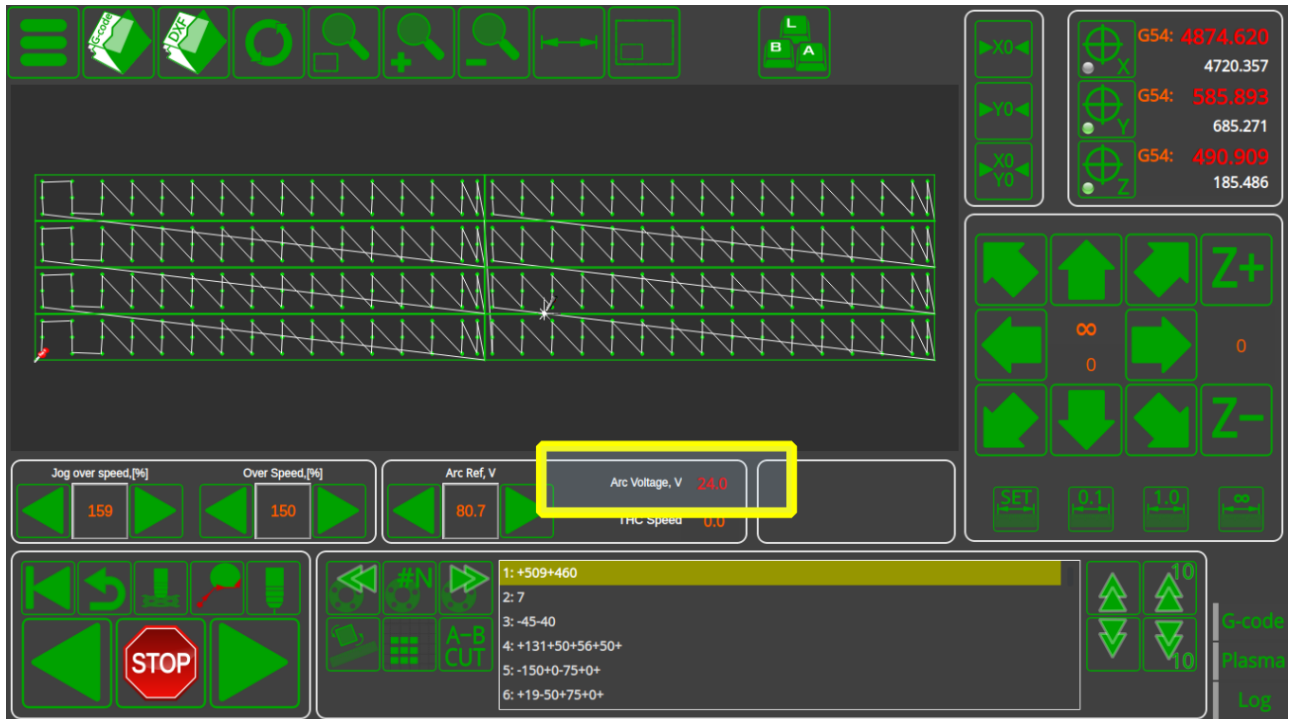 G-code
DXF
L
B A
X0
Y0
X0
Y0
G54: 4874.620
X 4720.357
G54: 585.893
Y 685.271
G54: 490.909
Z 185.486
Z+
∞
0
0
Z−
SET 0.1 1.0 ∞
Jog over speed,[%] Over Speed,[%] Arc Ref, V
159 150 80.7
Arc Voltage, V 24.0
THC Speed 0.0
#N
A-B
CUT
STOP
1: +509+460
2: 7
3: -45-40
4: +131+50+56+50+
5: -150+0-75+0+
6: +19-50+75+0+
10
10
G-code
Plasma
Log